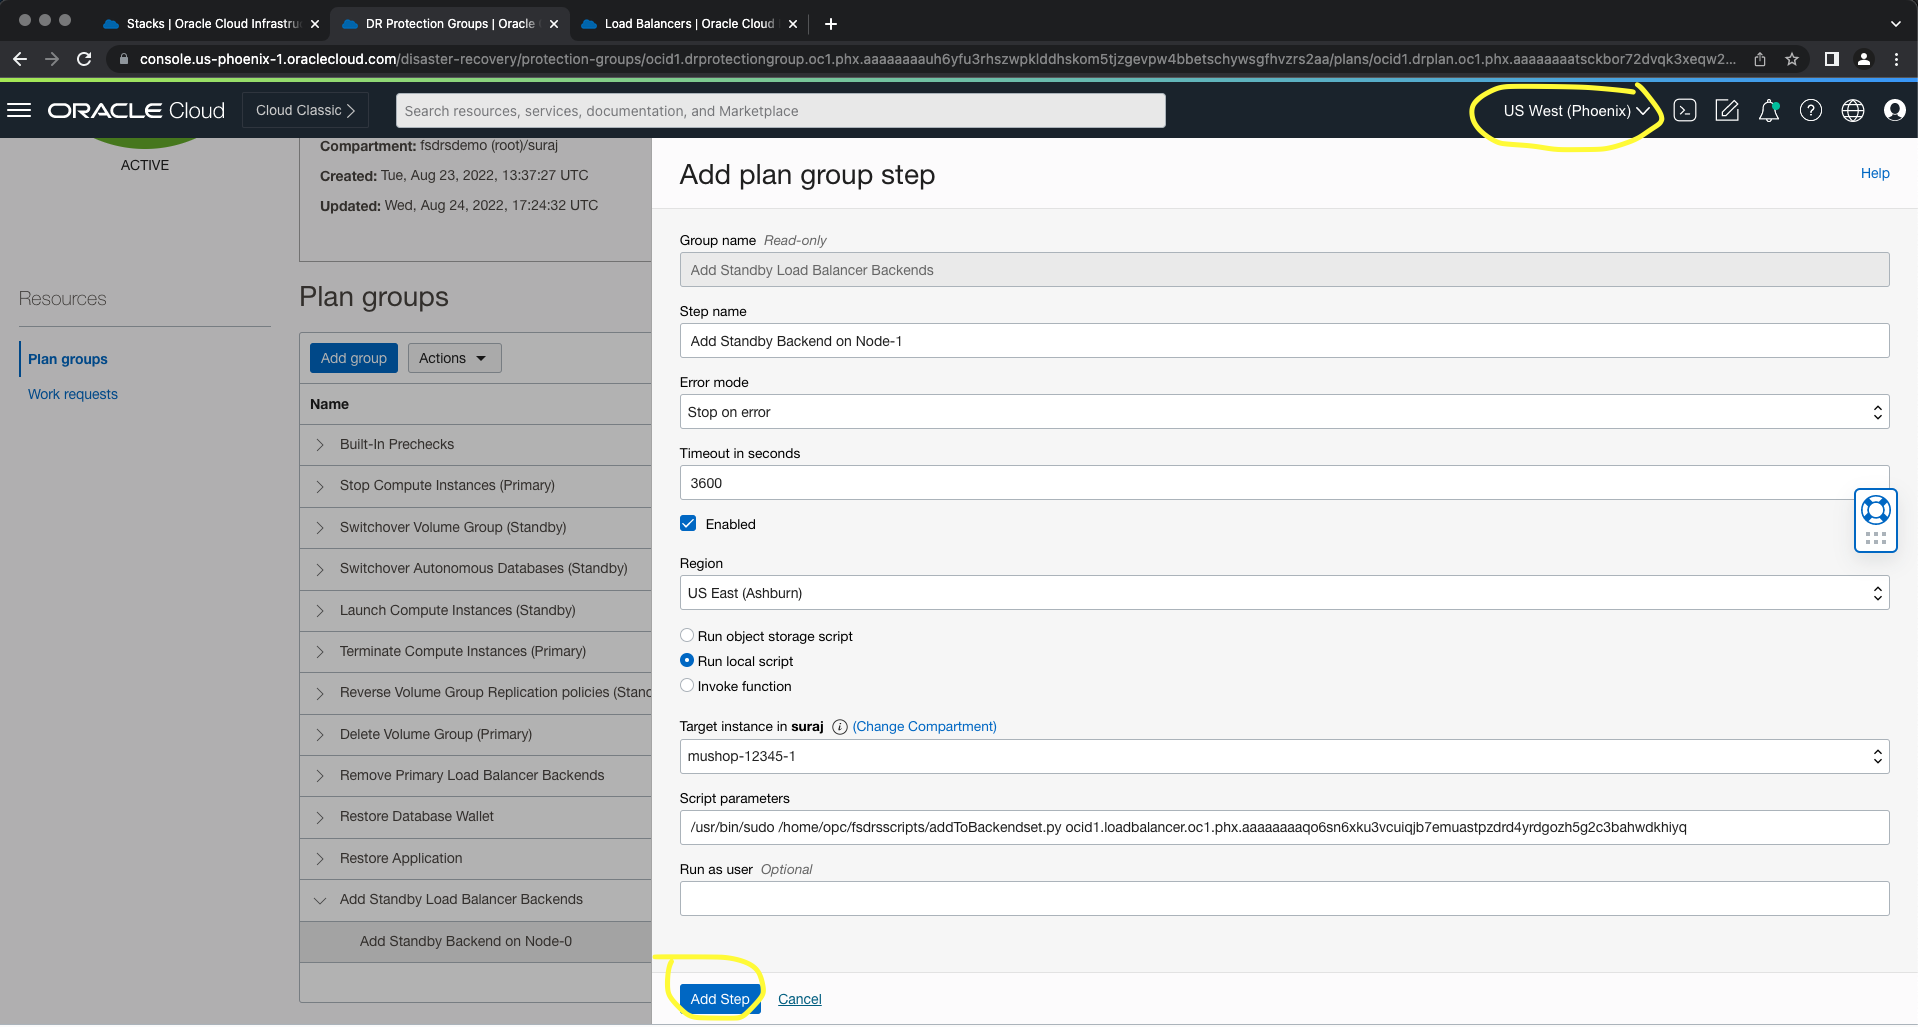 Stacks | Oracle Cloud Infrastru
DR Protection Groups | Oracle
Load Balancers | Oracle Cloud
console.us-phoenix-1.oraclecloud.com/disaster-recovery/protection-groups/ocid1.drprotectiongroup.oc1.phx.aaaaaaaauh6yfu3rhszwpklddhskom5tjzgevpw4bbetschywsgfhvzrs2aa/plans/ocid1.drplan.oc1.phx.aaaaaaaatsckbor72dvqk3xeqw2...
ORACLE Cloud
Cloud Classic
Search resources, services, documentation, and Marketplace
US West (Phoenix)
ACTIVE
Compartment: fsdrsdemo (root)/suraj
Created: Tue, Aug 23, 2022, 13:37:27 UTC
Updated: Wed, Aug 24, 2022, 17:24:32 UTC
Resources
Plan groups
Work requests
Plan groups
Add group
Actions
Name
Built-In Prechecks
Stop Compute Instances (Primary)
Switchover Volume Group (Standby)
Switchover Autonomous Databases (Standby)
Launch Compute Instances (Standby)
Terminate Compute Instances (Primary)
Reverse Volume Group Replication policies (Stand
Delete Volume Group (Primary)
Remove Primary Load Balancer Backends
Restore Database Wallet
Restore Application
Add Standby Load Balancer Backends
Add Standby Backend on Node-0
Add plan group step
Help
Group name Read-only
Add Standby Load Balancer Backends
Step name
Add Standby Backend on Node-1
Error mode
Stop on error
Timeout in seconds
3600
Enabled
Region
US East (Ashburn)
Run object storage script
Run local script
Invoke function
Target instance in suraj (Change Compartment)
mushop-12345-1
Script parameters
/usr/bin/sudo /home/opc/fsdrsscripts/addToBackendset.py ocid1.loadbalancer.oc1.phx.aaaaaaaaqo6sn6xku3vcuiqjb7emuastpzdrd4yrdgozh5g2c3bahwdkhiyq
Run as user Optional
Add Step
Cancel